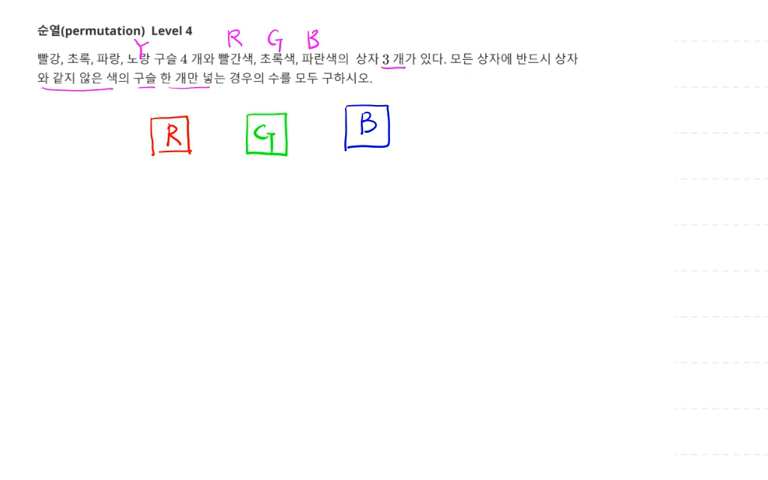 순열(permutation) Level 4
Y R G B
빨강, 초록, 파랑, 노랑 구슬 4 개와 빨간색, 초록색, 파란색의 상자 3 개가 있다. 모든 상자에 반드시 상자
와 같지 않은 색의 구슬 한 개만 넣는 경우의 수를 모두 구하시오.
R G B